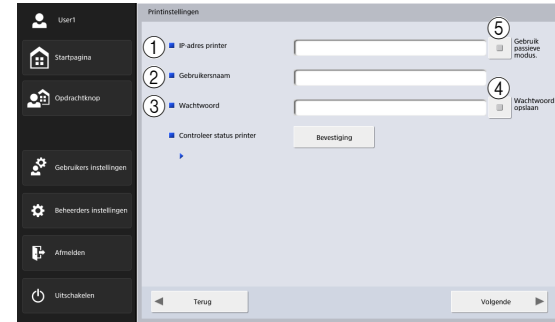 User1
Startpagina
Opdrachtknop
Gebruikers instellingen
Beheerders instellingen
Afmelden
Uitschakelen
Printinstellingen
1 IP-adres printer
5 Gebruik
passieve
modus.
2 Gebruikersnaam
3 Wachtwoord
4 Wachtwoord
opslaan
Controleer status printer
Bevestiging
Terug
Volgende